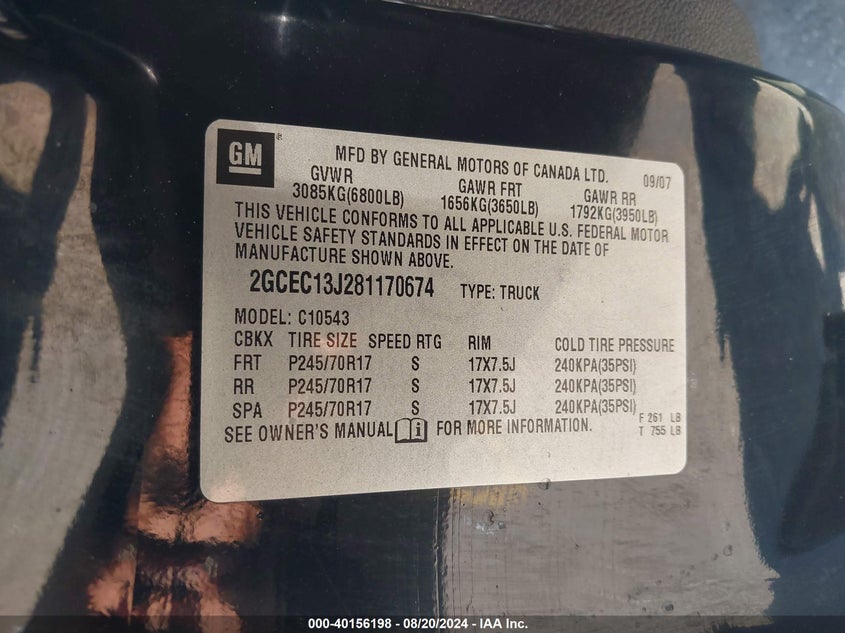 GM ®
MFD BY GENERAL MOTORS OF CANADA LTD. 09/07
GVWR GAWR FRT GAWR RR
3085KG(6800LB) 1656KG(3650LB) 1792KG(3950LB)
THIS VEHICLE CONFORMS TO ALL APPLICABLE U.S. FEDERAL MOTOR
VEHICLE SAFETY STANDARDS IN EFFECT ON THE DATE OF
MANUFACTURE SHOWN ABOVE.
2GCEC13J281170674 TYPE: TRUCK
MODEL: C10543
CBKX TIRE SIZE SPEED RTG RIM COLD TIRE PRESSURE
FRT P245/70R17 S 17X7.5J 240KPA(35PSI)
RR P245/70R17 S 17X7.5J 240KPA(35PSI)
SPA P245/70R17 S 17X7.5J 240KPA(35PSI)
SEE OWNER'S MANUAL i FOR MORE INFORMATION.
F 261 LB
T 755 LB
000-40156198 - 08/20/2024 - IAA Inc.